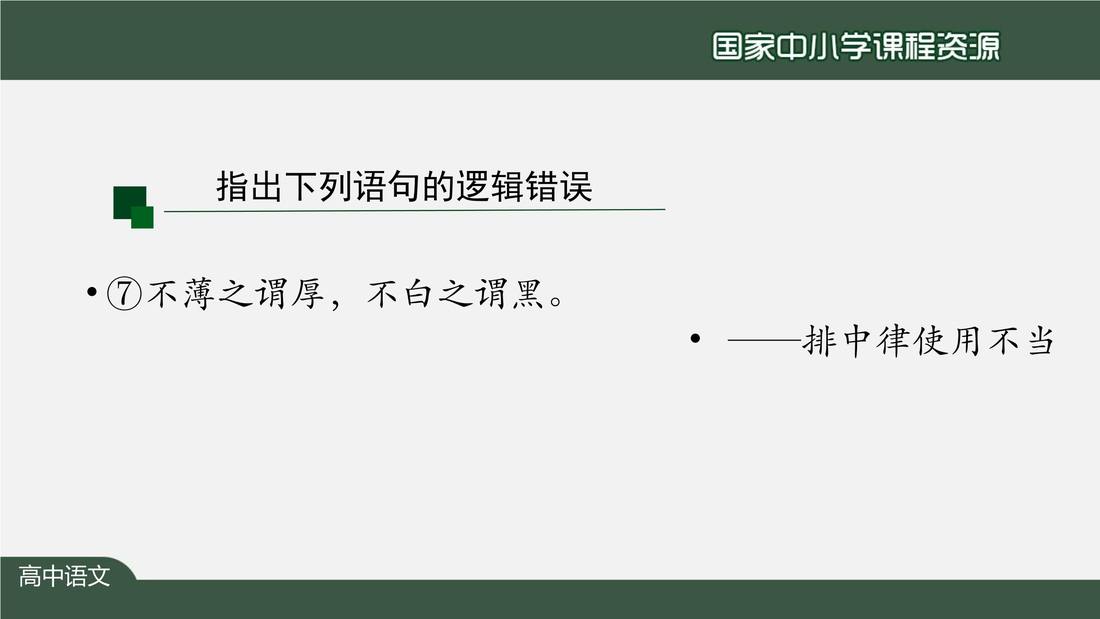 国家中小学课程资源
指出下列语句的逻辑错误
•⑦不薄之谓厚，不白之谓黑。
• ——排中律使用不当
高中语文